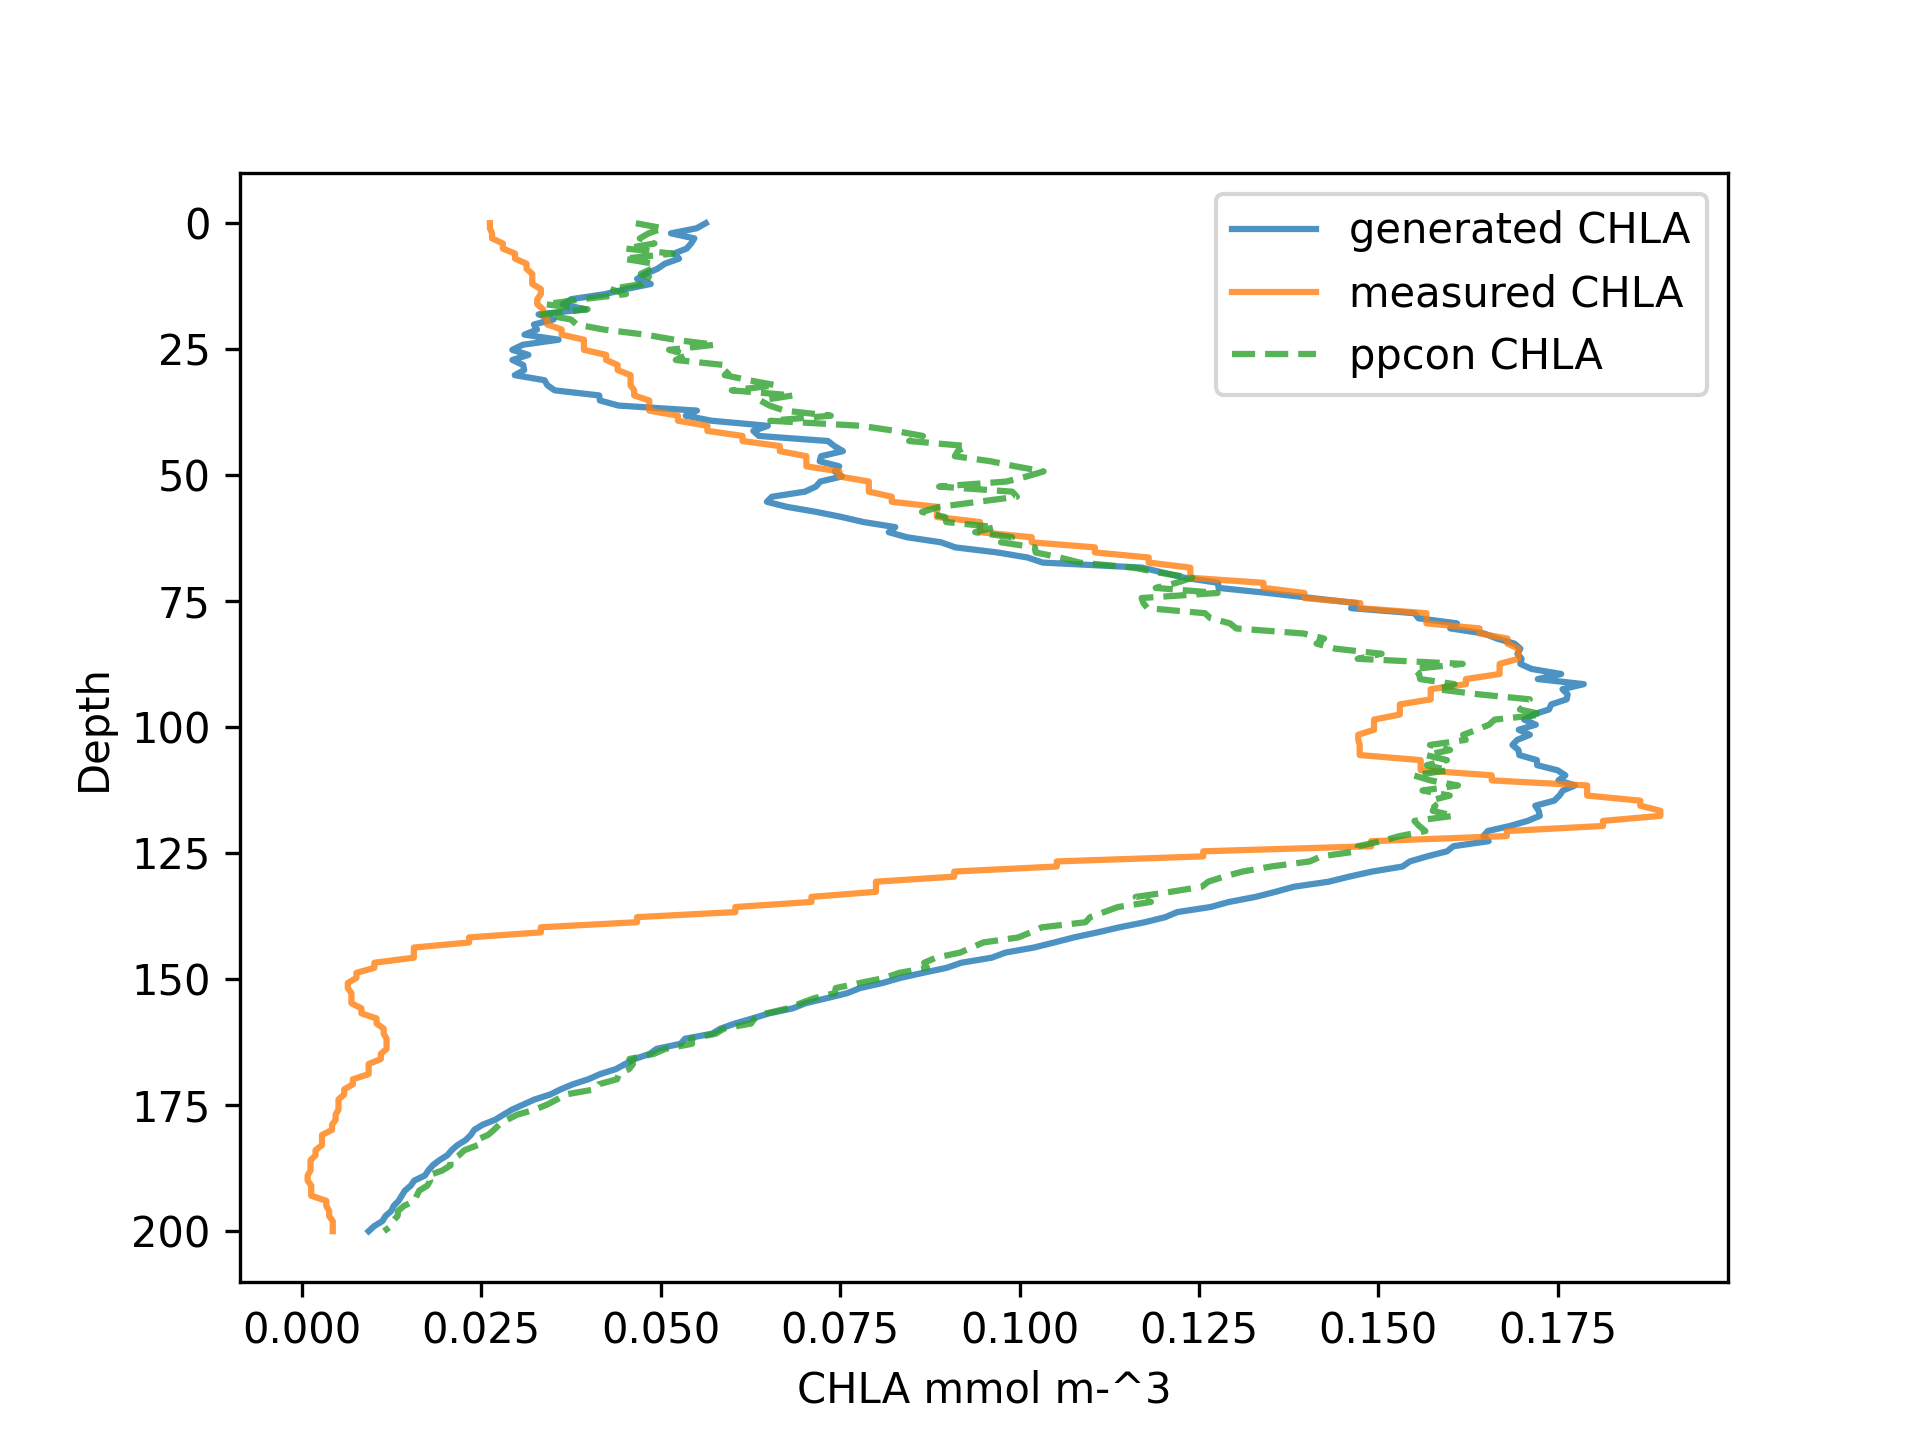 generated CHLA
measured CHLA
ppcon CHLA
0
25
50
75
100
125
150
175
200
Depth
0.000 0.025 0.050 0.075 0.100 0.125 0.150 0.175
CHLA mmol m-^3